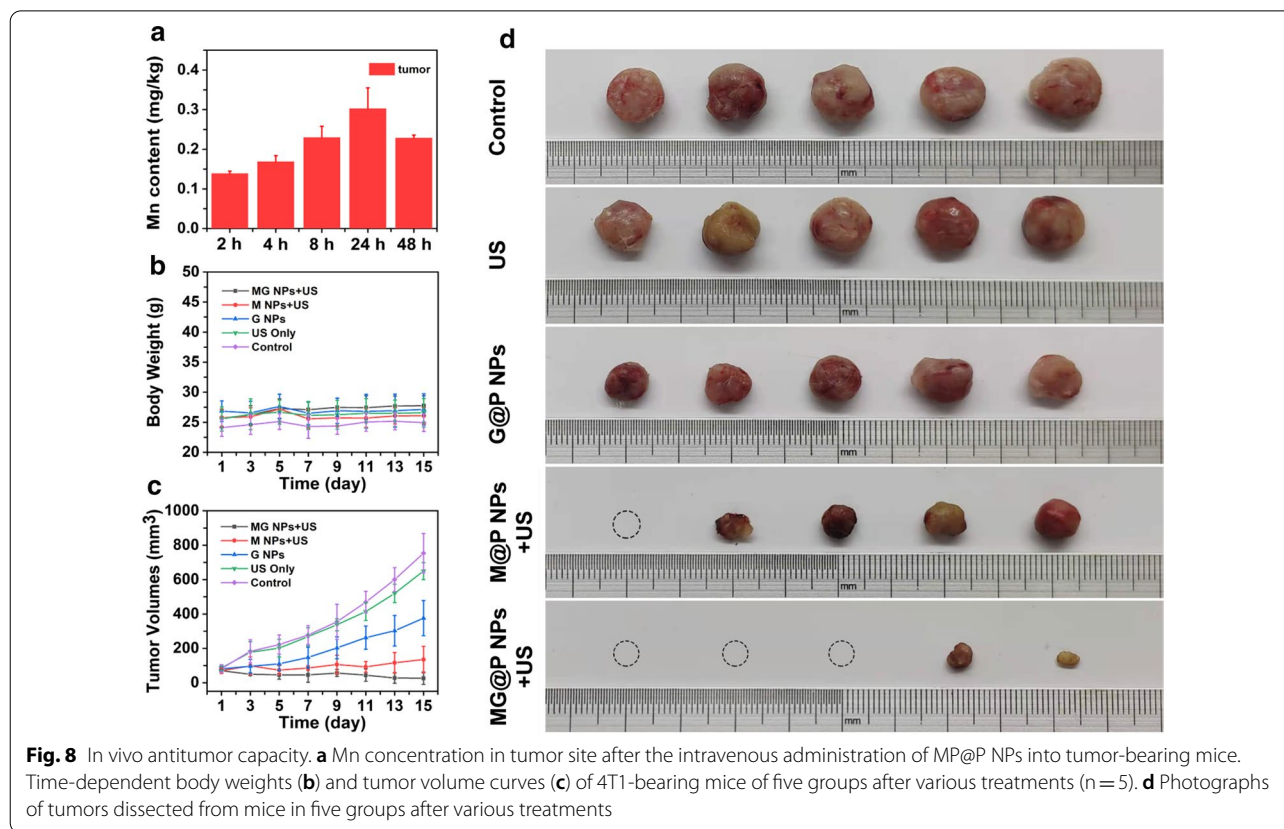 a
Mn content (mg/kg)
0.4
0.3
0.2
0.1
0.0
tumor
2 h 4 h 8 h 24 h 48 h
b
Body Weight (g)
50
45
40
35
30
25
20
MG NPs+US
M NPs+US
G NPs
US Only
Control
1 3 5 7 9 11 13 15
Time (day)
c
Tumor Volumes (mm³)
1000
800
600
400
200
0
MG NPs+US
M NPs+US
G NPs
US Only
Control
1 3 5 7 9 11 13 15
Time (day)
d
Control
mm
US
mm
G@P NPs
mm
M@P NPs
+US
mm
MG@P NPs
+US
mm
Fig. 8 In vivo antitumor capacity. a Mn concentration in tumor site after the intravenous administration of MP@P NPs into tumor-bearing mice.
Time-dependent body weights (b) and tumor volume curves (c) of 4T1-bearing mice of five groups after various treatments (n = 5). d Photographs
of tumors dissected from mice in five groups after various treatments